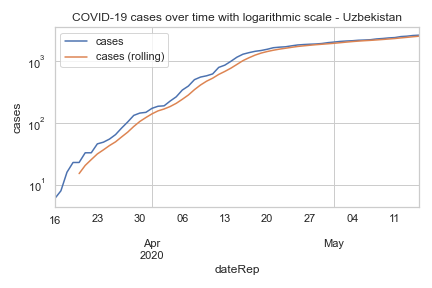 COVID-19 cases over time with logarithmic scale - Uzbekistan
cases
cases (rolling)
10³
10²
10¹
cases
16 23 30 06 13 20 27 04 11
Apr May
2020
dateRep